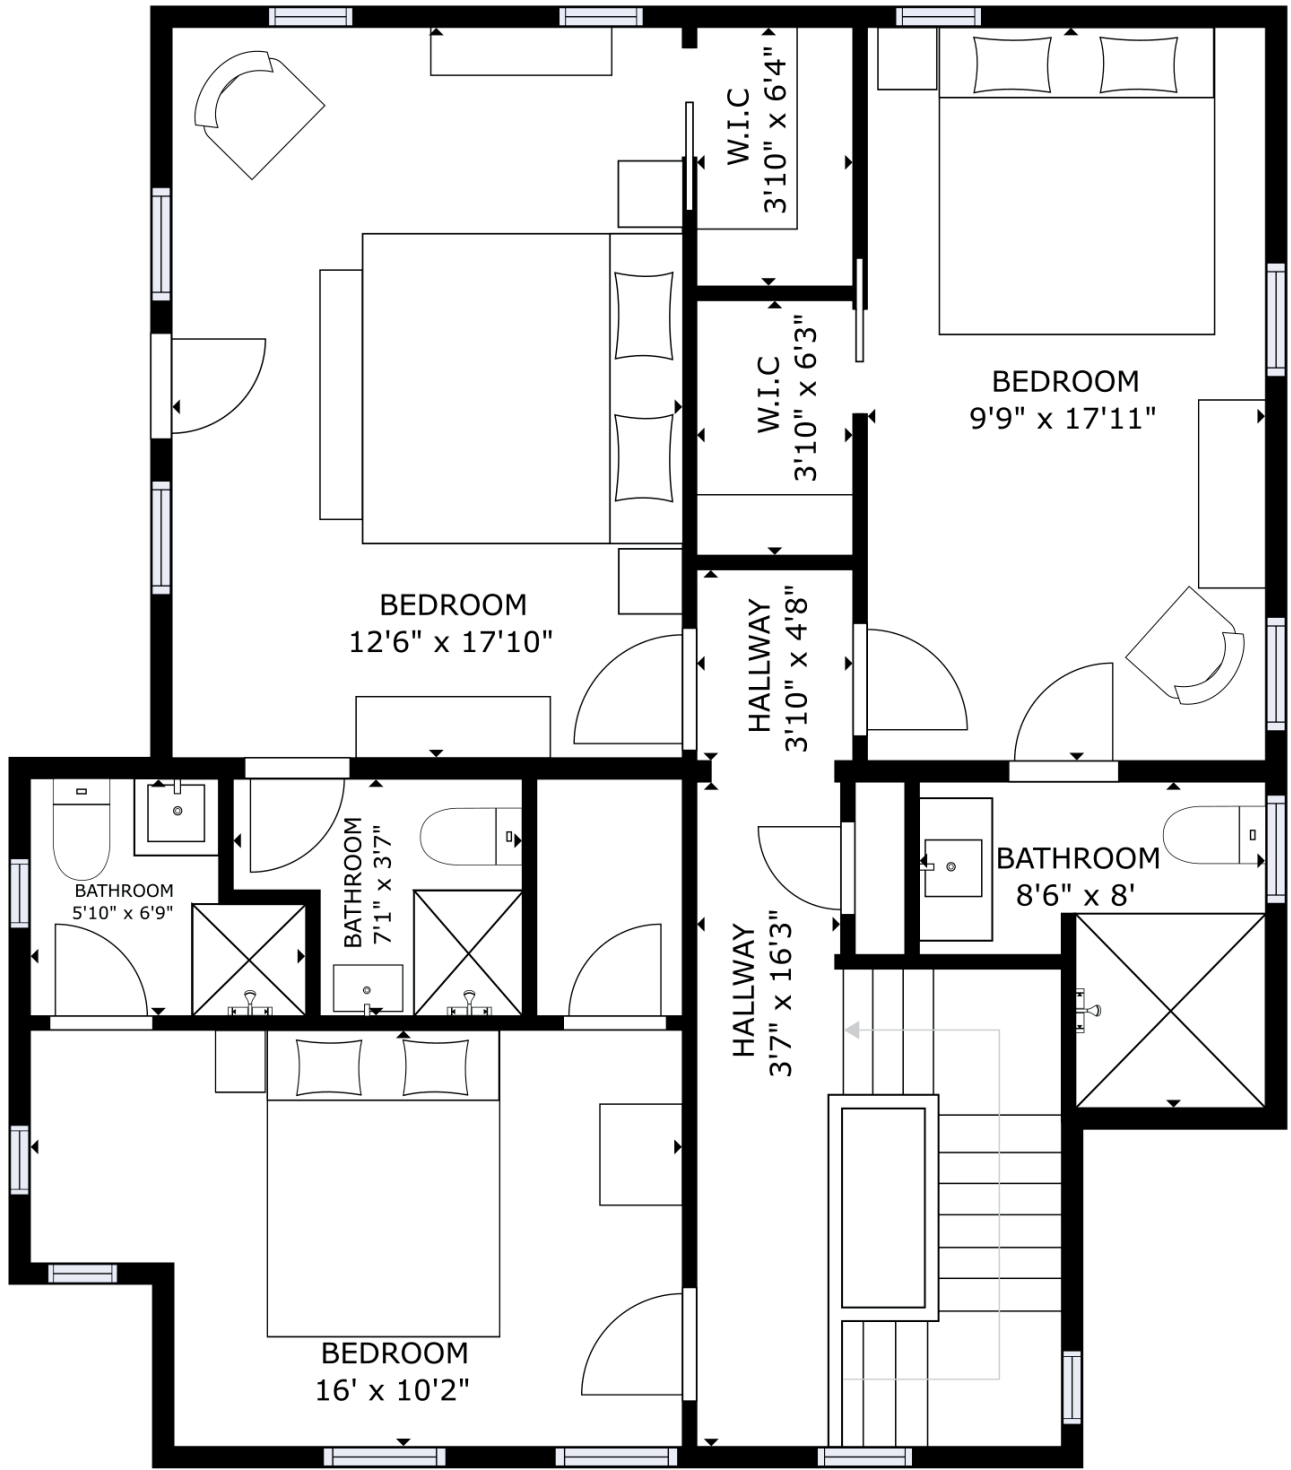 W.I.C
3'10" x 6'4"
W.I.C
3'10" x 6'3"
BEDROOM
9'9" x 17'11"
BEDROOM
12'6" x 17'10"
HALLWAY
3'10" x 4'8"
BATHROOM
5'10" x 6'9"
BATHROOM
7'1" x 3'7"
HALLWAY
3'7" x 16'3"
BATHROOM
8'6" x 8'
BEDROOM
16' x 10'2"